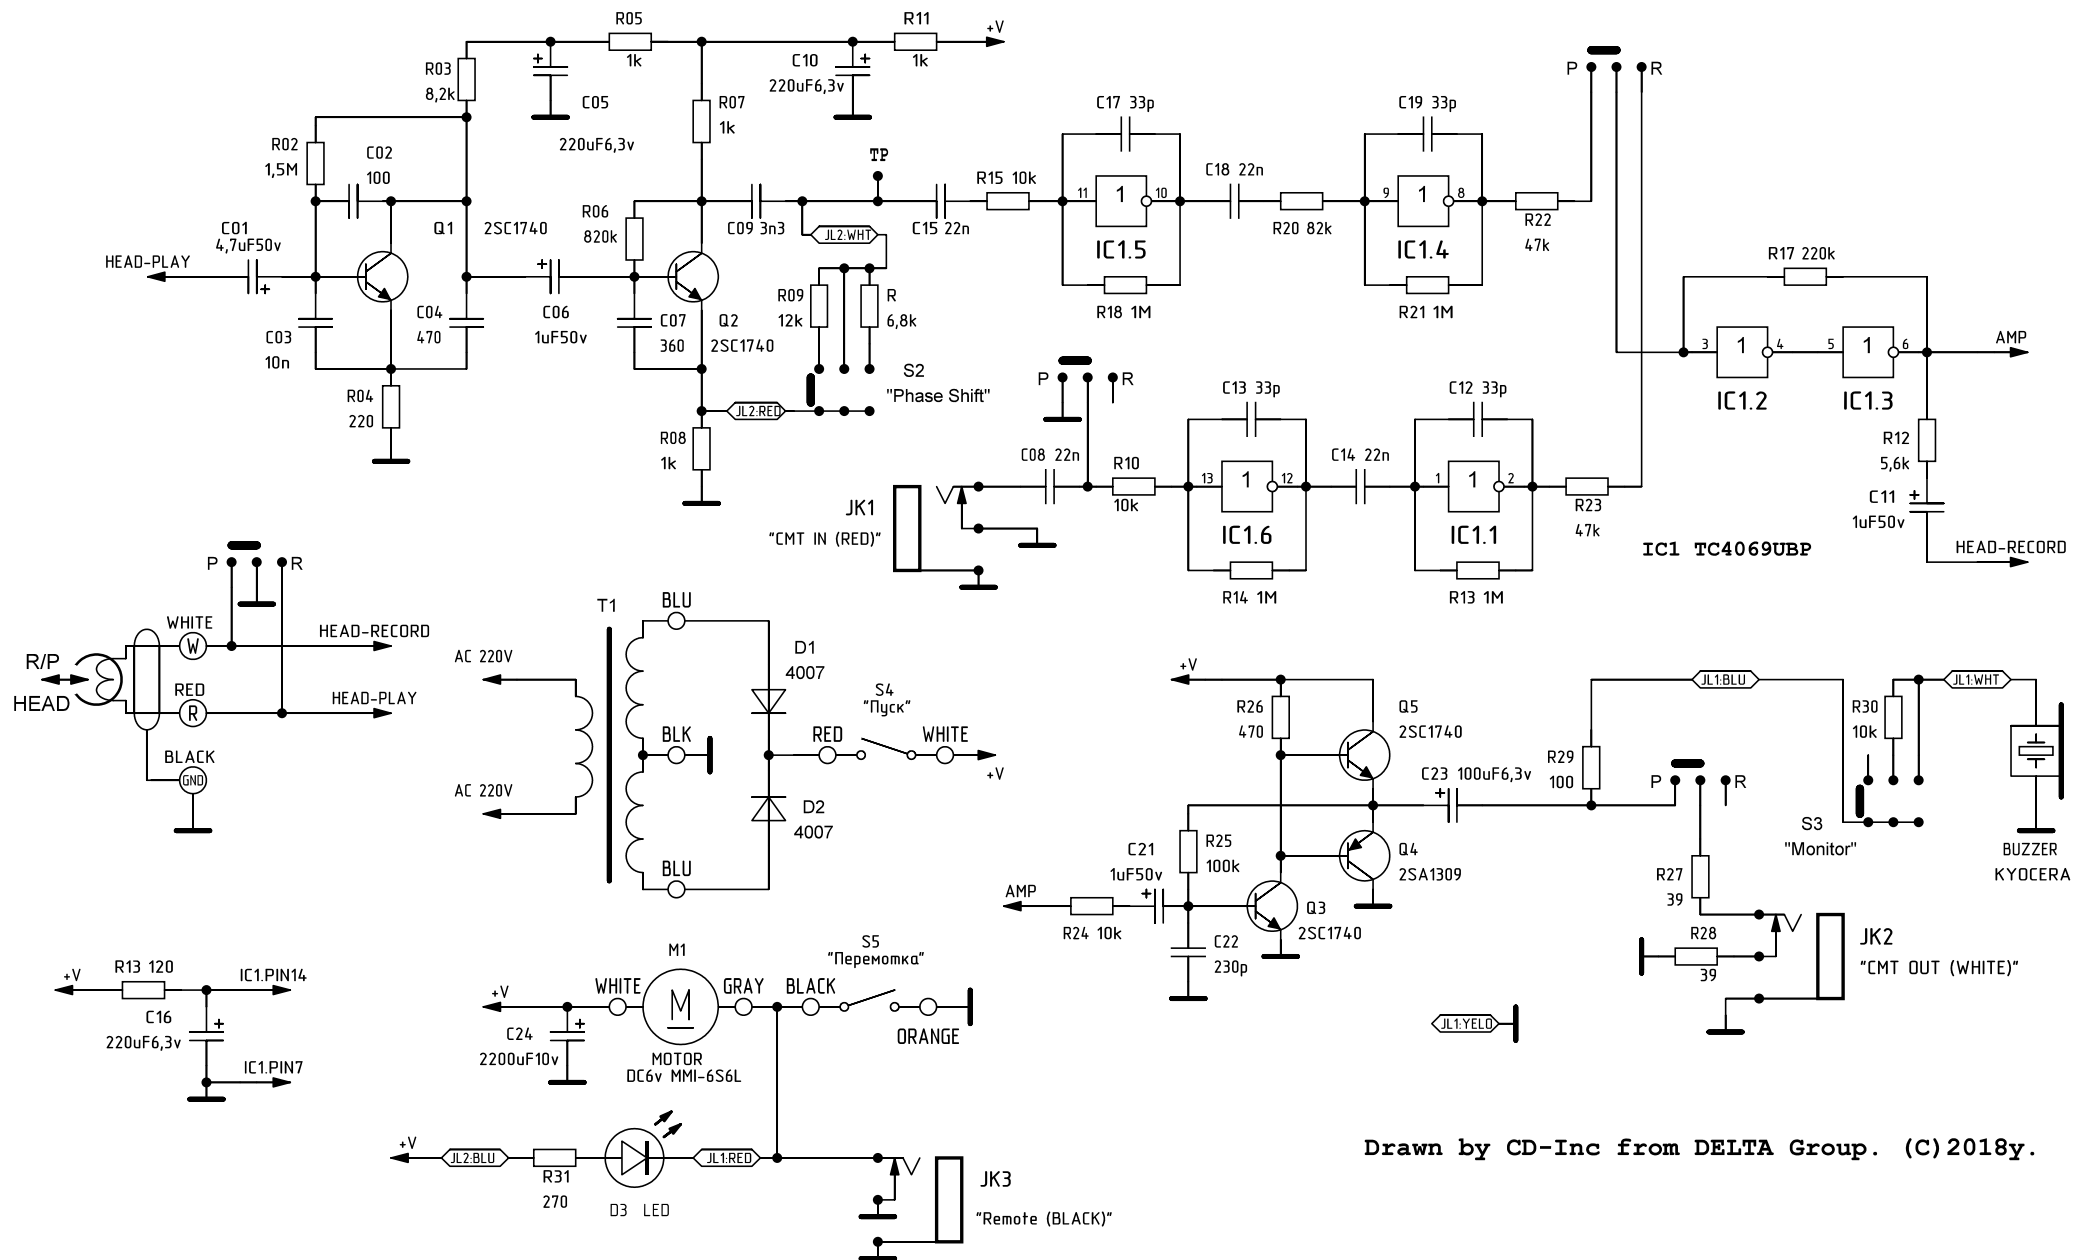 R05
1k
R11
1k
+V
R03
8,2k
C05
220uF6,3v
C10
220uF6,3v
R07
1k
R02
1,5M
C02
100
C01
4,7uF50v
HEAD-PLAY
Q1
2SC1740
C03
10n
C04
470
R04
220
C06
1uF50v
R06
820k
C07
360
Q2
2SC1740
R08
1k
C09 3n3
TP
JL2:WHT
R09
12k
R
6,8k
S2
"Phase Shift"
JL2:RED
C15 22n
R15 10k
C17 33p
11
1
10
IC1.5
R18 1M
C18 22n
R20 82k
C19 33p
9
1
8
IC1.4
R21 1M
R22
47k
P
R
R17 220k
3
1
4
IC1.2
5
1
6
IC1.3
AMP
R12
5,6k
C11
1uF50v
HEAD-RECORD
P
R
C08 22n
R10
10k
JK1
"CMT IN (RED)"
C13 33p
13
1
12
IC1.6
R14 1M
C14 22n
C12 33p
1
1
2
IC1.1
R13 1M
R23
47k
IC1 TC4069UBP
P
R
WHITE
W
HEAD-RECORD
R/P
HEAD
RED
R
HEAD-PLAY
BLACK
GND
T1
AC 220V
AC 220V
BLU
BLK
BLU
D1
4007
D2
4007
RED
S4
"Пуск"
WHITE
+V
+V
R26
470
Q5
2SC1740
Q4
2SA1309
R25
100k
C21
1uF50v
AMP
R24 10k
C22
230p
Q3
2SC1740
C23 100uF6,3v
R29
100
JL1:BLU
P
R
R27
39
R28
39
JK2
"CMT OUT (WHITE)"
R30
10k
JL1:WHT
S3
"Monitor"
BUZZER
KYOCERA
JL1:YELO
+V
R13 120
IC1.PIN14
C16
220uF6,3v
IC1.PIN7
+V
C24
2200uF10v
WHITE
M1
M
GRAY
MOTOR
DC6v MMI-6S6L
BLACK
S5
"Перемотка"
ORANGE
+V
JL2:BLU
R31
270
D3 LED
JL1:RED
JK3
"Remote (BLACK)"
Drawn by CD-Inc from DELTA Group. (C)2018y.